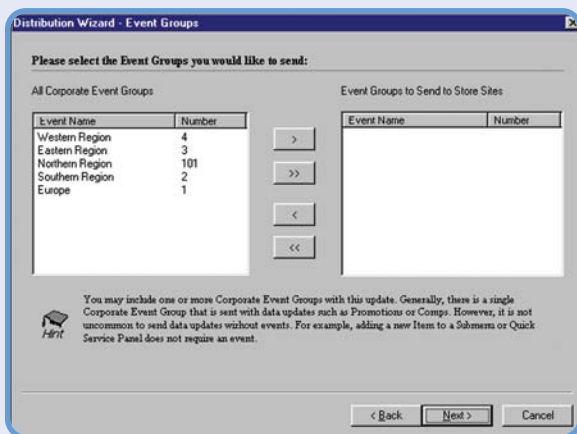 Distribution Wizard - Event Groups
Please select the Event Groups you would like to send:
All Corporate Event Groups
Event Groups to Send to Store Sites
Event Name Number
Western Region 4
Eastern Region 3
Northern Region 101
Southern Region 2
Europe 1
>
>>
<
<<
Event Name Number
Hint
You may include one or more Corporate Event Groups with this update. Generally, there is a single
Corporate Event Group that is sent with data updates such as Promotions or Comps. However, it is not
uncommon to send data updates without events. For example, adding a new Item to a Submenu or Quick
Service Panel does not require an event.
< Back Next > Cancel